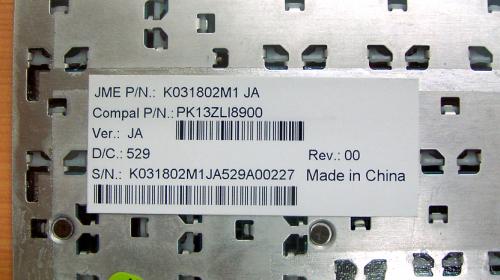 JME P/N.: K031802M1 JA
Compal P/N.: PK13ZLI8900
Ver.: JA
D/C.: 529 Rev.: 00
S/N.: K031802M1JA529A00227 Made in China